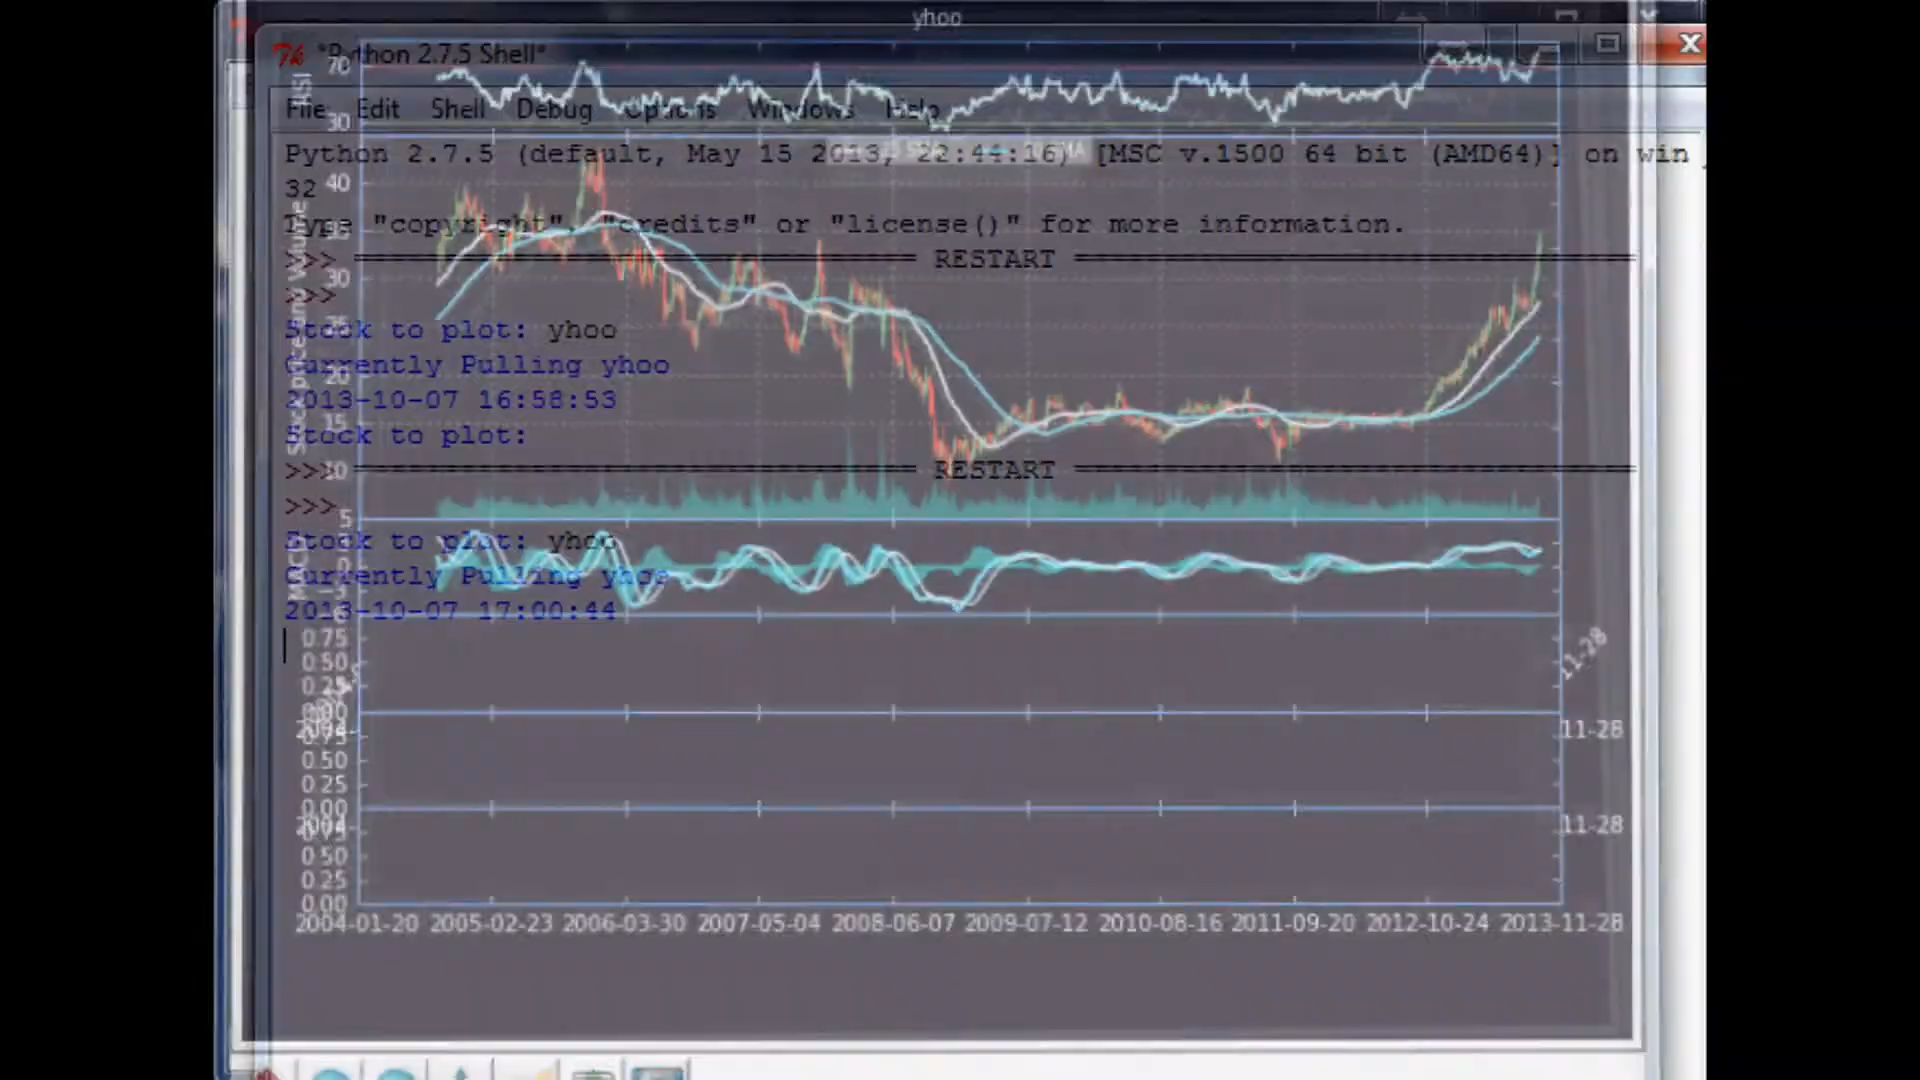 yhoo
*Python 2.7.5 Shell*
RSI
70
File Edit Shell Debug Options Windows Help
30
Python 2.7.5 (default, May 15 2013, 22:44:16) [MSC v.1500 64 bit (AMD64)] on win
32
40
Type "copyright", "credits" or "license()" for more information.
35
>>> RESTART
30
>>>
25
Stock price and Volume
Stock to plot: yhoo
Currently Pulling yhoo
20
2013-10-07 16:58:53
15
Stock to plot:
>>> RESTART
10
>>>
5
Stock to plot: yhoo
MACD
Currently Pulling yhoo
2013-10-07 17:00:44
0.75
0.50
0.25
0.00
11-28
11-28
0.75
0.50
0.25
0.00
2004-
11-28
0.75
0.50
0.25
0.00
2004-01-20 2005-02-23 2006-03-30 2007-05-04 2008-06-07 2009-07-12 2010-08-16 2011-09-20 2012-10-24 2013-11-28